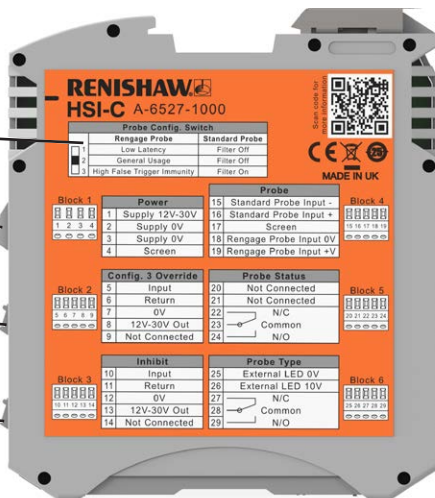 RENISHAW
HSI-C A-6527-1000
Scan code for
more information
MADE IN UK
Probe Config. Switch
Rengage Probe Standard Probe
1 Low Latency Filter Off
2 General Usage Filter Off
3 High False Trigger Immunity Filter On
Block 1
1 2 3 4
Power
1 Supply 12V-30V
2 Supply 0V
3 Supply 0V
4 Screen
Probe
15 Standard Probe Input -
16 Standard Probe Input +
17 Screen
18 Rengage Probe Input 0V
19 Rengage Probe Input +V
Block 4
15 16 17 18 19
Block 2
5 6 7 8 9
Config. 3 Override
5 Input
6 Return
7 0V
8 12V-30V Out
9 Not Connected
Probe Status
20 Not Connected
21 Not Connected
22 N/C
23 Common
24 N/O
Block 5
20 21 22 23 24
Block 3
10 11 12 13 14
Inhibit
10 Input
11 Return
12 0V
13 12V-30V Out
14 Not Connected
Probe Type
25 External LED 0V
26 External LED 10V
27 N/C
28 Common
29 N/O
Block 6
25 26 27 28 29